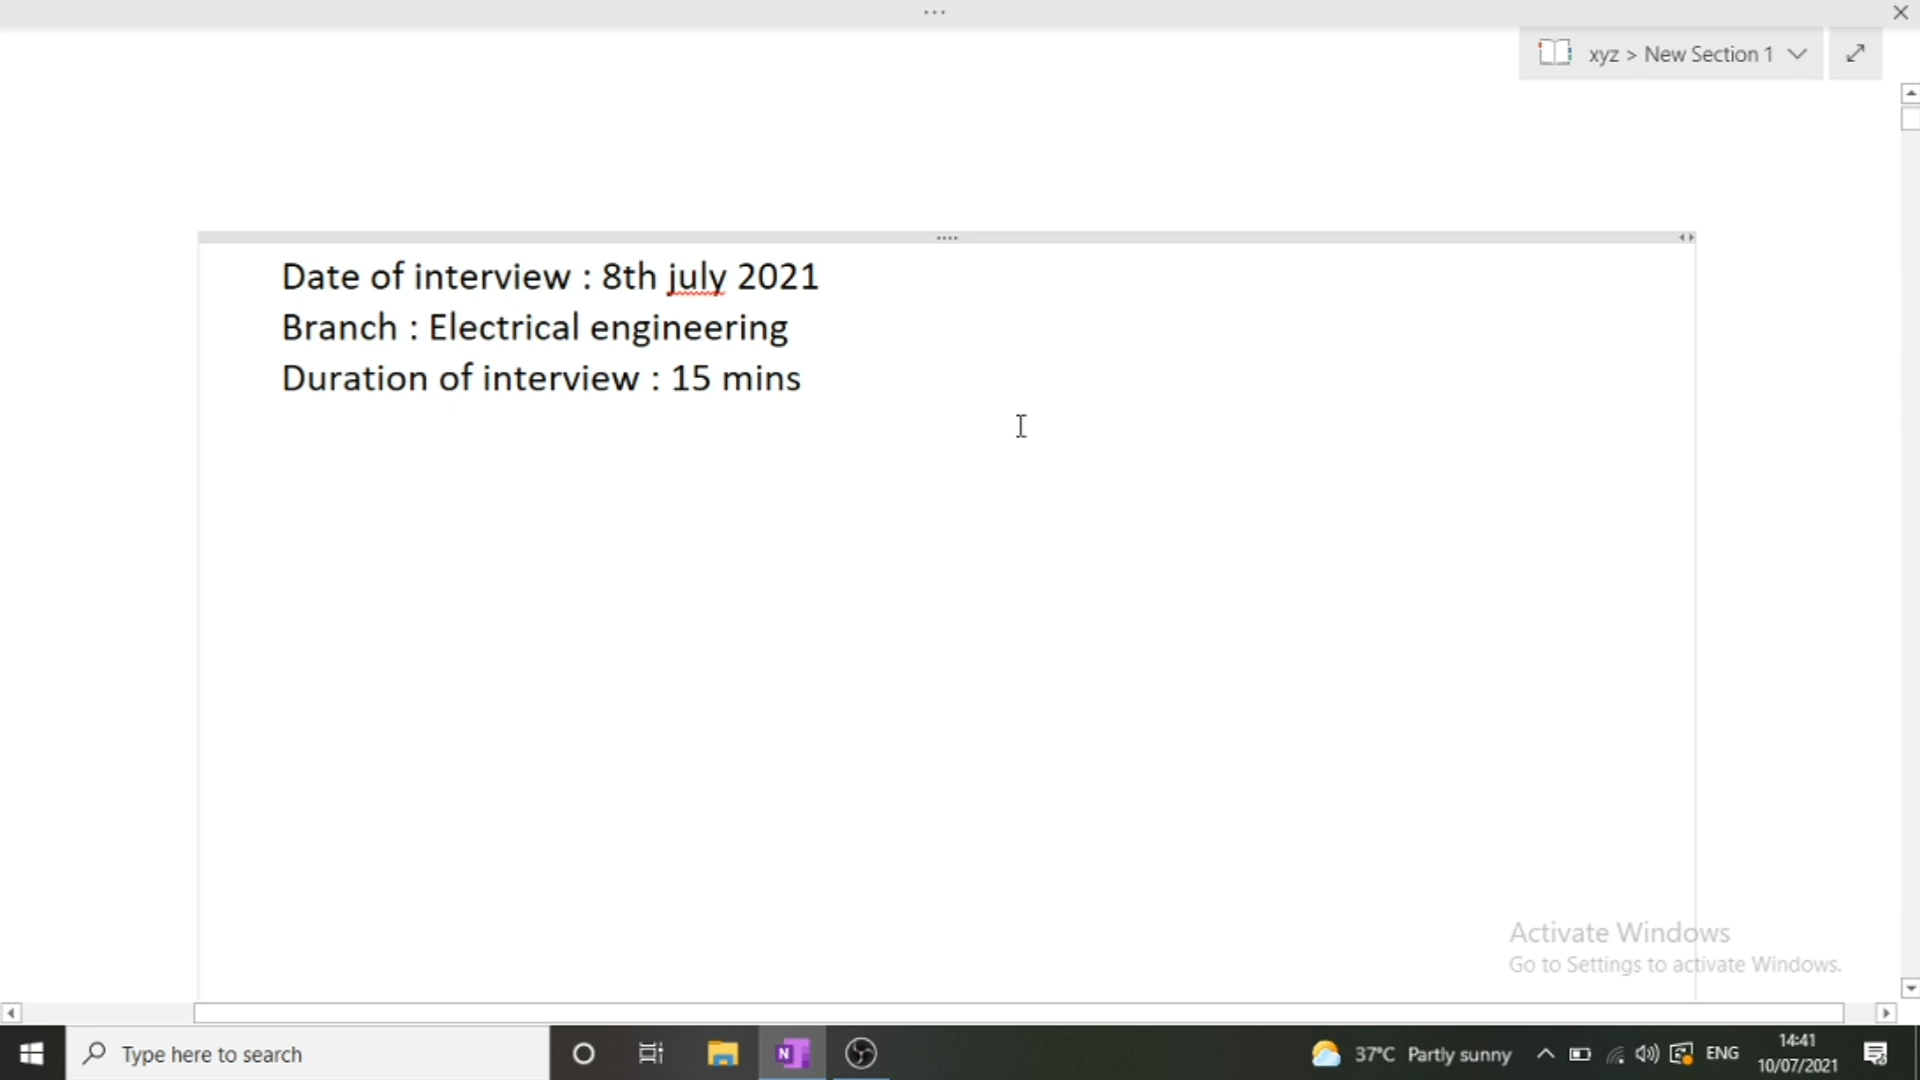 xyz > New Section 1
Date of interview : 8th july 2021
Branch : Electrical engineering
Duration of interview : 15 mins
Activate Windows
Go to Settings to activate Windows.
Type here to search
N
37°C Partly sunny
ENG
14:41
10/07/2021